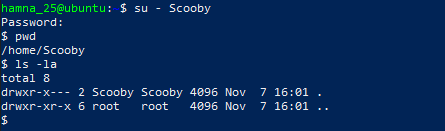 hamna_25@ubuntu: $ su - Scooby
Password:
$ pwd
/home/Scooby
$ ls -la
total 8
drwxr-x--- 2 Scooby Scooby 4096 Nov  7 16:01 .
drwxr-xr-x 6 root   root   4096 Nov  7 16:01 ..
$